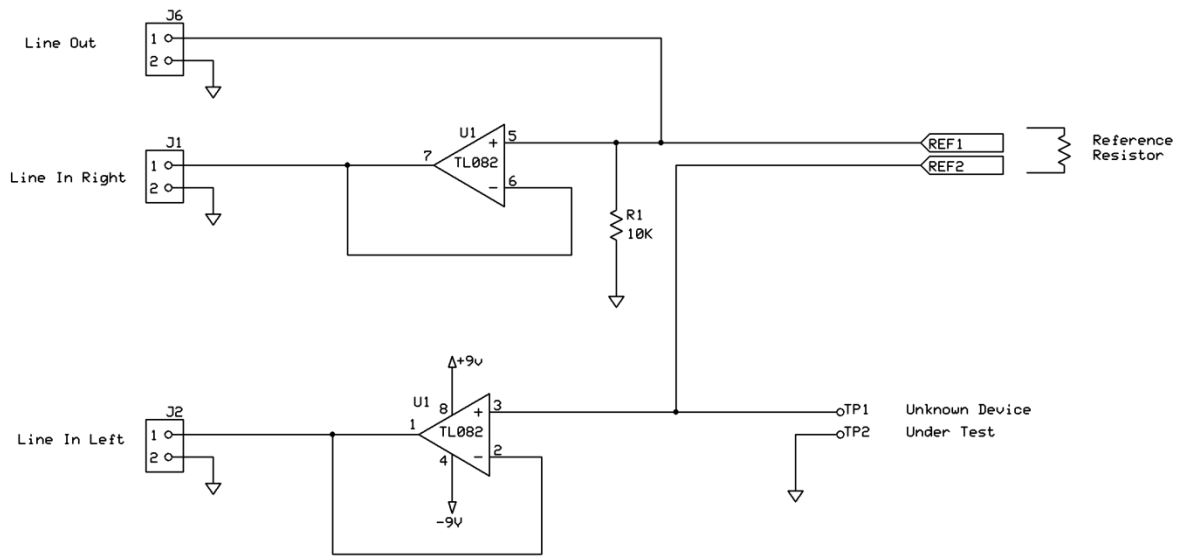 J6
Line Out
1
2
J1
Line In Right
1
2
U1
TL082
+
-
5
6
7
REF1
REF2
Reference
Resistor
R1
10K
+9v
J2
Line In Left
1
2
U1
TL082
8
+
-
3
2
1
4
-9V
TP1
Unknown Device
TP2
Under Test